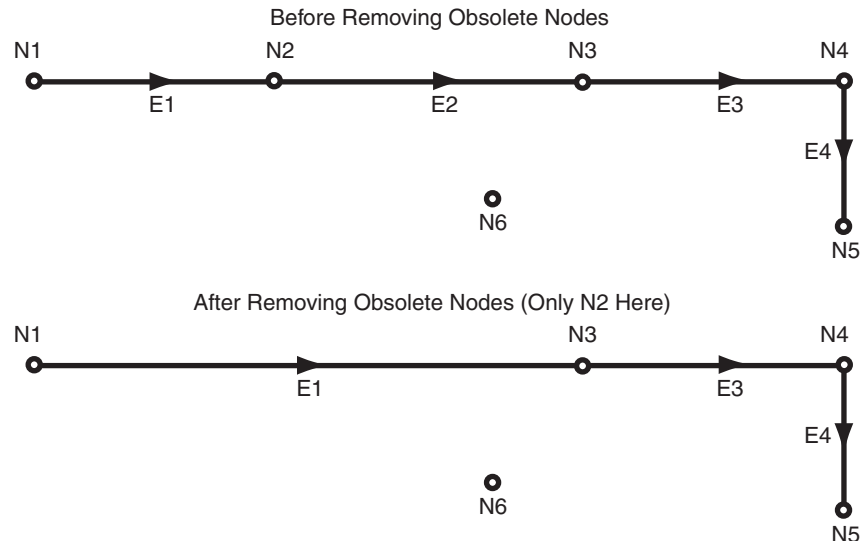 Before Removing Obsolete Nodes
N1 N2 N3 N4
E1 E2 E3
E4
N6
N5
After Removing Obsolete Nodes (Only N2 Here)
N1 N3 N4
E1 E3
E4
N6
N5